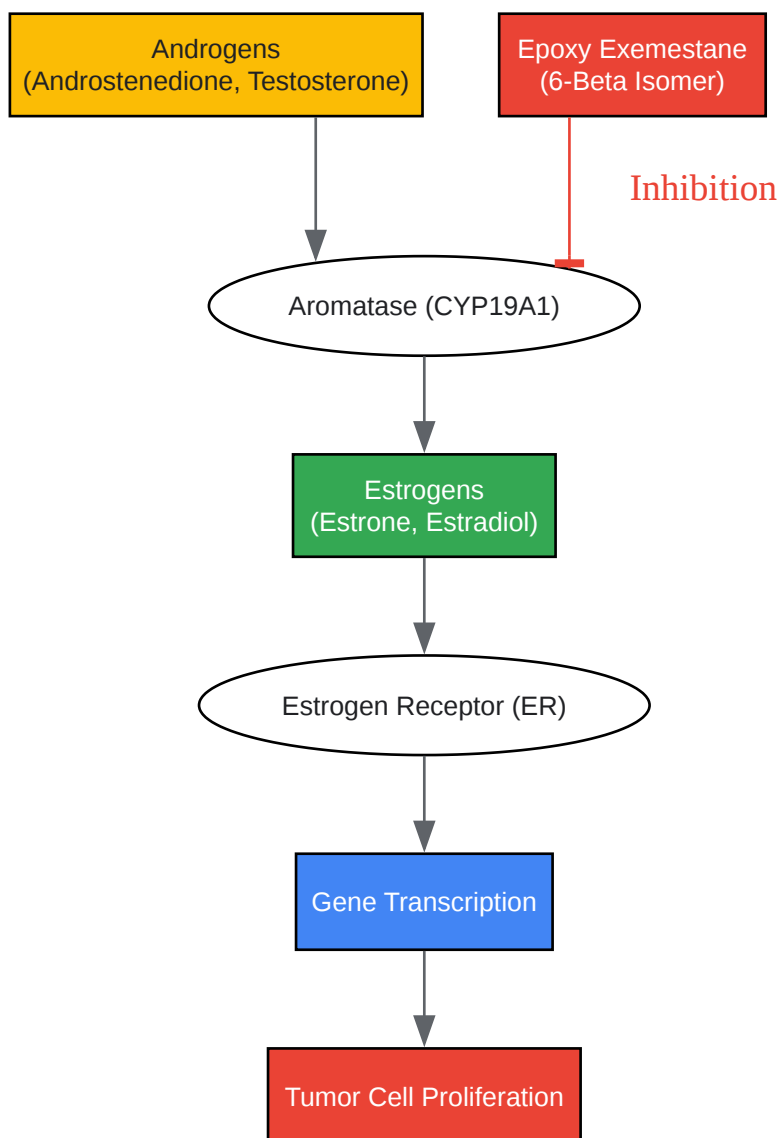 Androgens
(Androstenedione, Testosterone)
Epoxy Exemestane
(6-Beta Isomer)
Inhibition
Aromatase (CYP19A1)
Estrogens
(Estrone, Estradiol)
Estrogen Receptor (ER)
Gene Transcription
Tumor Cell Proliferation